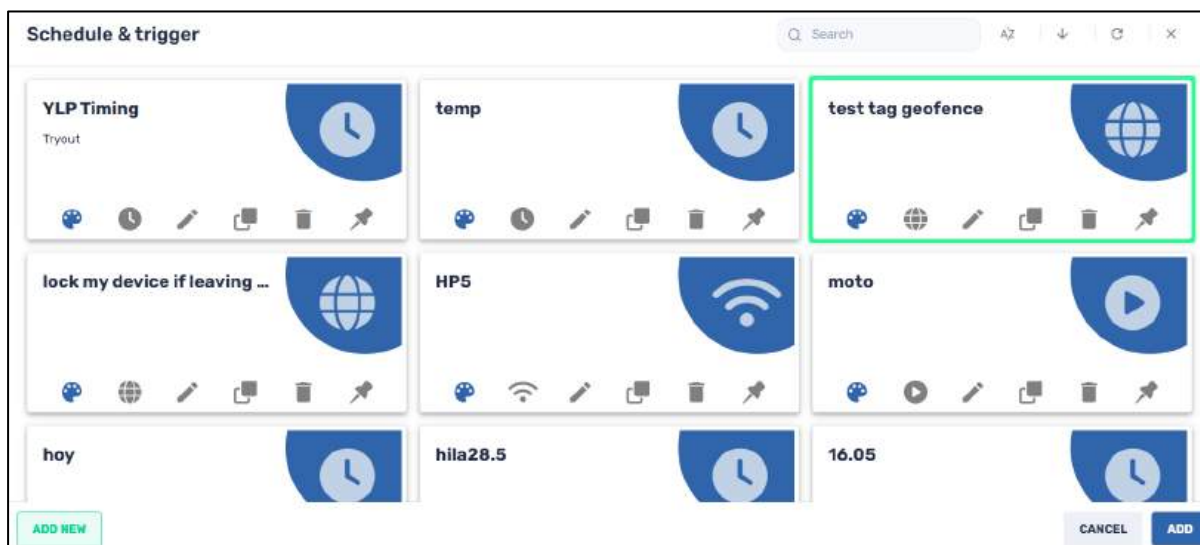 Schedule & trigger
Search
AZ
YLP Timing
Tryout
temp
test tag geofence
lock my device if leaving ...
HP5
moto
hoy
hila28.5
16.05
ADD NEW
CANCEL
ADD